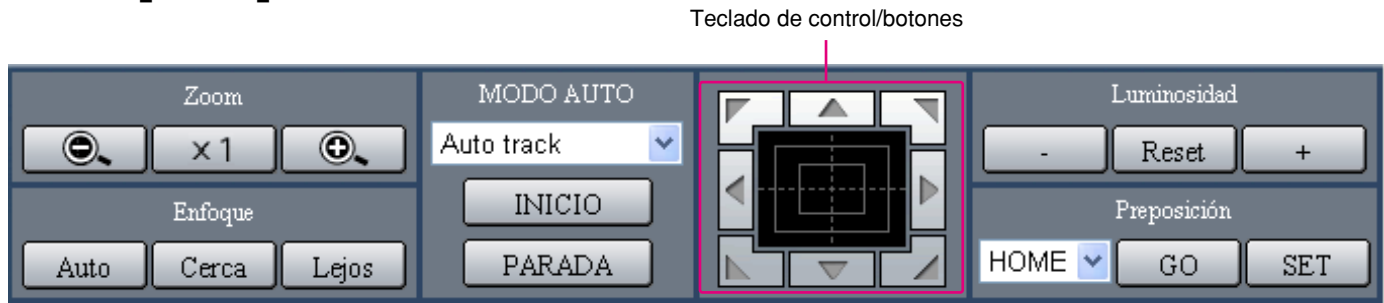 Teclado de control/botones
Zoom
x 1
Enfoque
Auto
Cerca
Lejos
MODO AUTO
Auto track
INICIO
PARADA
Luminosidad
-
Reset
+
Preposición
HOME
GO
SET